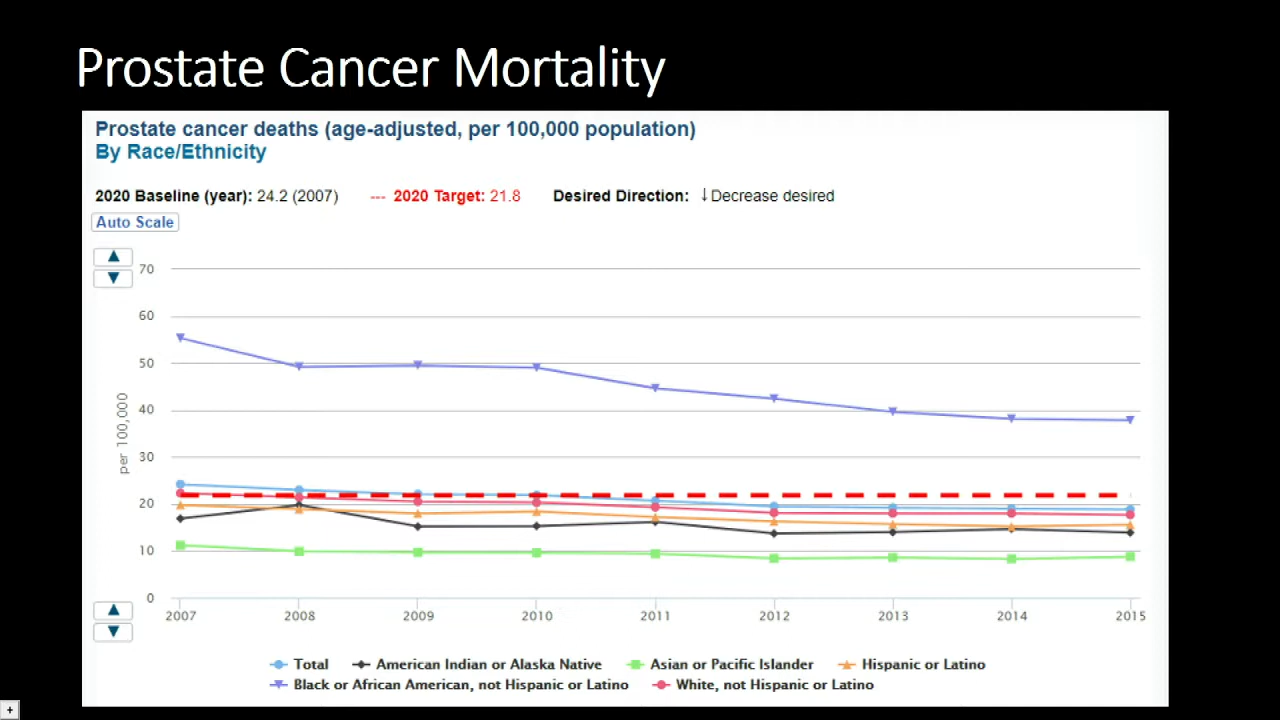 Prostate Cancer Mortality
Prostate cancer deaths (age-adjusted, per 100,000 population)
By Race/Ethnicity
2020 Baseline (year): 24.2 (2007) --- 2020 Target: 21.8 Desired Direction: ↓Decrease desired
Auto Scale
▲
▼
70
60
50
40
30
20
10
0
per 100,000
▲
▼
2007 2008 2009 2010 2011 2012 2013 2014 2015
Total American Indian or Alaska Native Asian or Pacific Islander Hispanic or Latino
Black or African American, not Hispanic or Latino White, not Hispanic or Latino
+